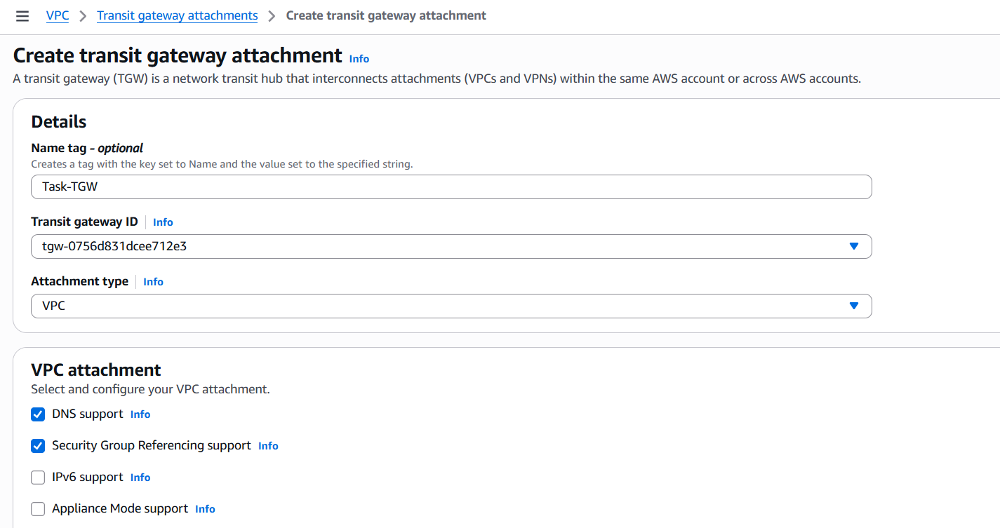 VPC > Transit gateway attachments > Create transit gateway attachment
Create transit gateway attachment Info
A transit gateway (TGW) is a network transit hub that interconnects attachments (VPCs and VPNs) within the same AWS account or across AWS accounts.
Details
Name tag - optional
Creates a tag with the key set to Name and the value set to the specified string.
Task-TGW
Transit gateway ID Info
tgw-0756d831dcee712e3
Attachment type Info
VPC
VPC attachment
Select and configure your VPC attachment.
DNS support Info
Security Group Referencing support Info
IPv6 support Info
Appliance Mode support Info